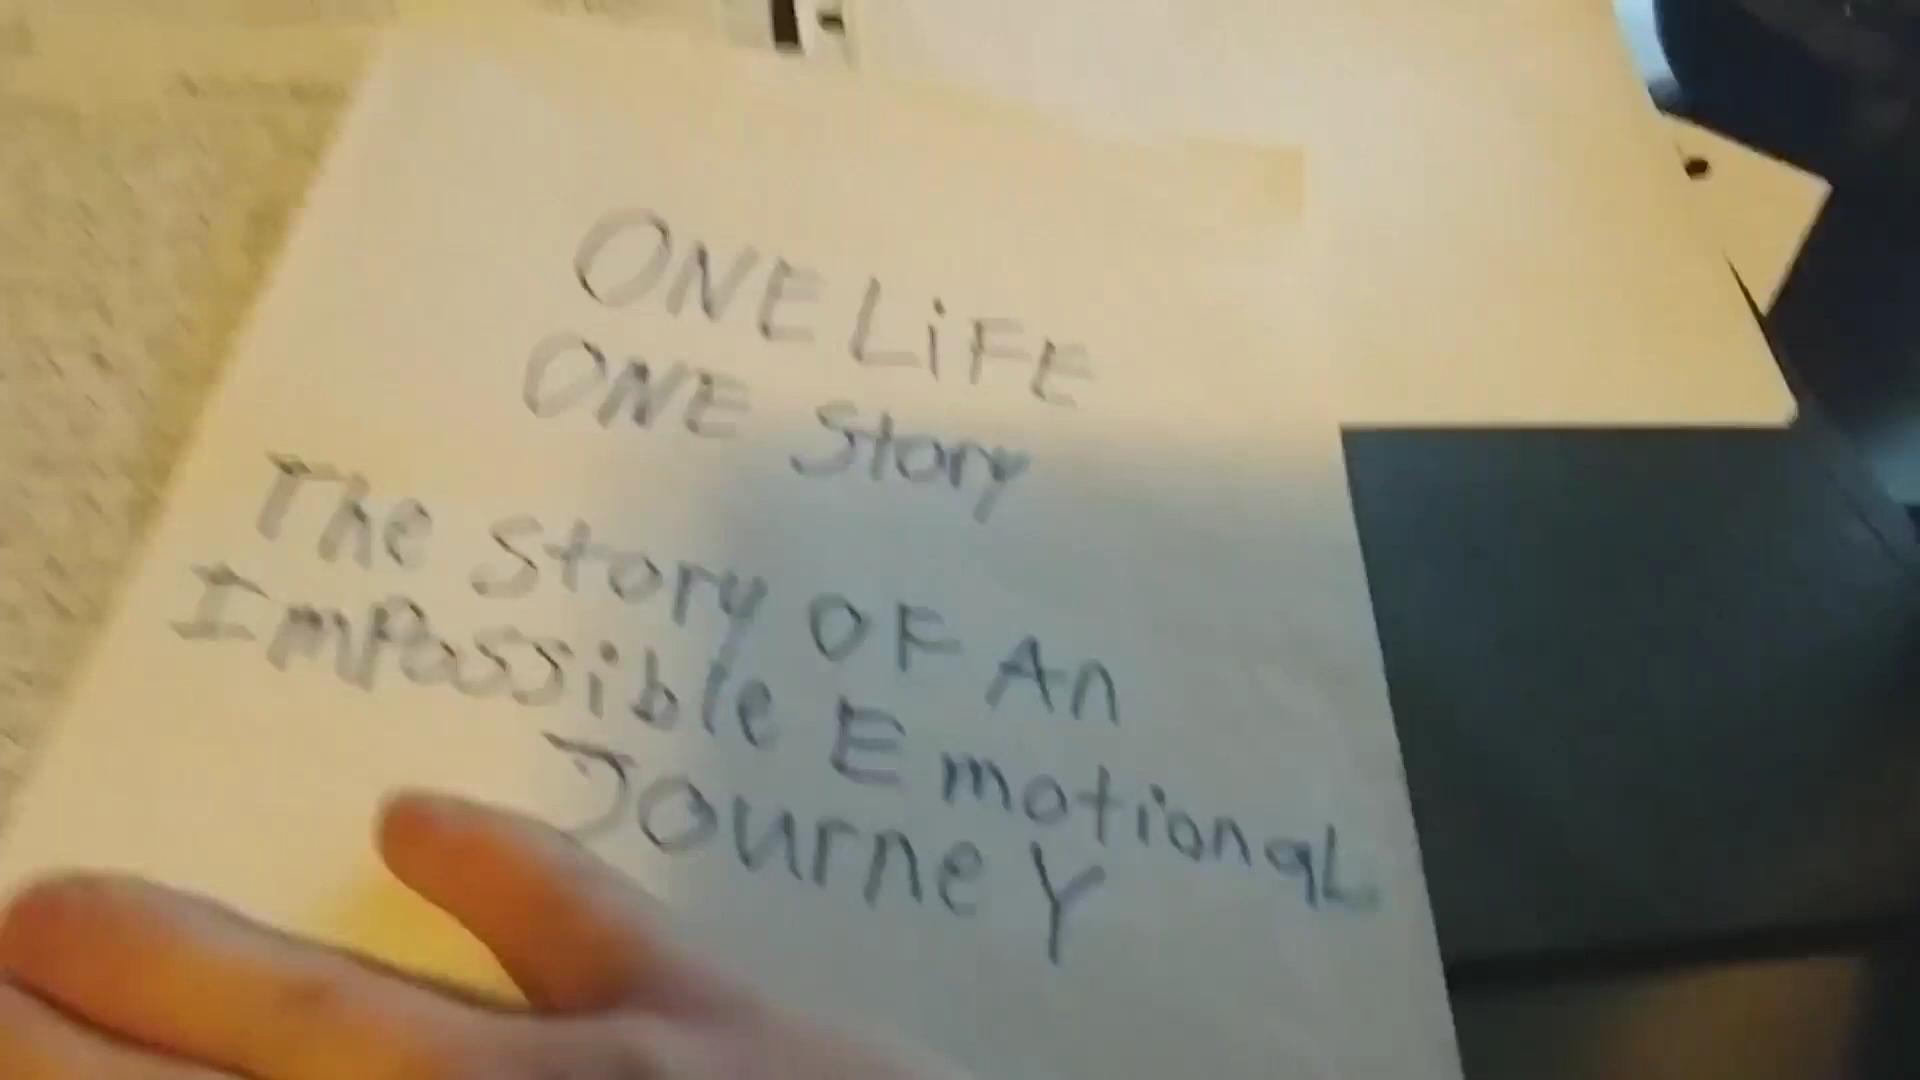 ONE LiFE
ONE Story
The Story OF An
ImPossible EmotionaL
JOurneY